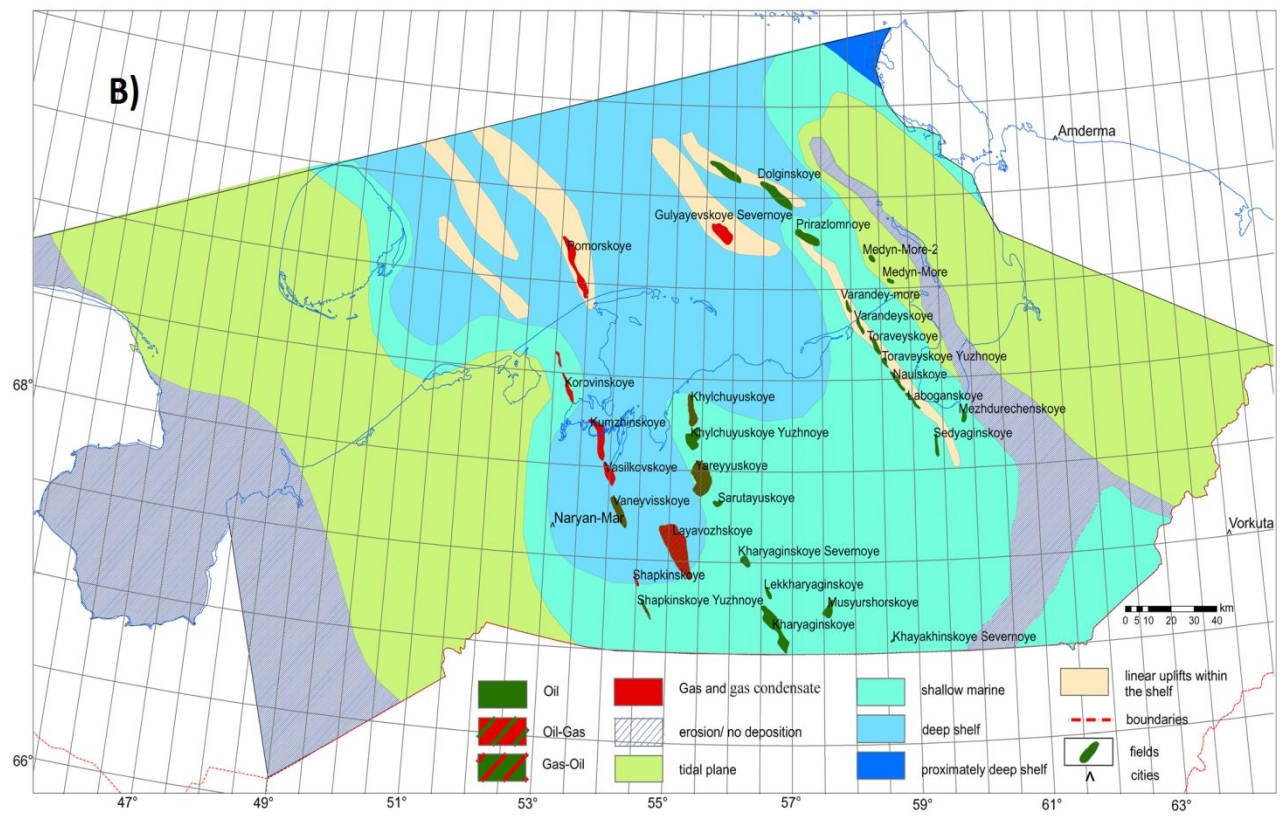 B)
Amderma
Dolginskoye
Gulyayevskoye Severnoye
Prirazlomnoye
Pomorskoye
Medyn-More-2
Medyn-More
Varandey-more
Varandeyskoye
Toraveyskoye
Toraveyskoye Yuzhnoye
Naulskoye
68°
Korovinskoye
Laboganskoye
Khylchuyuskoye
Mezhdurechenskoye
Kumzhinskoye
Khylchuyuskoye Yuzhnoye
Sedyaginskoye
Vasilkovskoye
Yareyyuskoye
Vaneyvisskoye
Sarutayuskoye
Naryan-Mar
Vorkuta
Layavozhskoye
Kharyaginskoye Severnoye
Shapkinskoye
Lekkharyaginskoye
Shapkinskoye Yuzhnoye
Musyurshorskoye
km
0 5 10 20 30 40
Kharyaginskoye
Khayakhinskoye Severnoye
Oil
Gas and gas condensate
shallow marine
linear uplifts within
the shelf
Oil-Gas
erosion/ no deposition
deep shelf
boundaries
fields
Gas-Oil
tidal plane
proximately deep shelf
cities
66°
47°
49°
51°
53°
55°
57°
59°
61°
63°